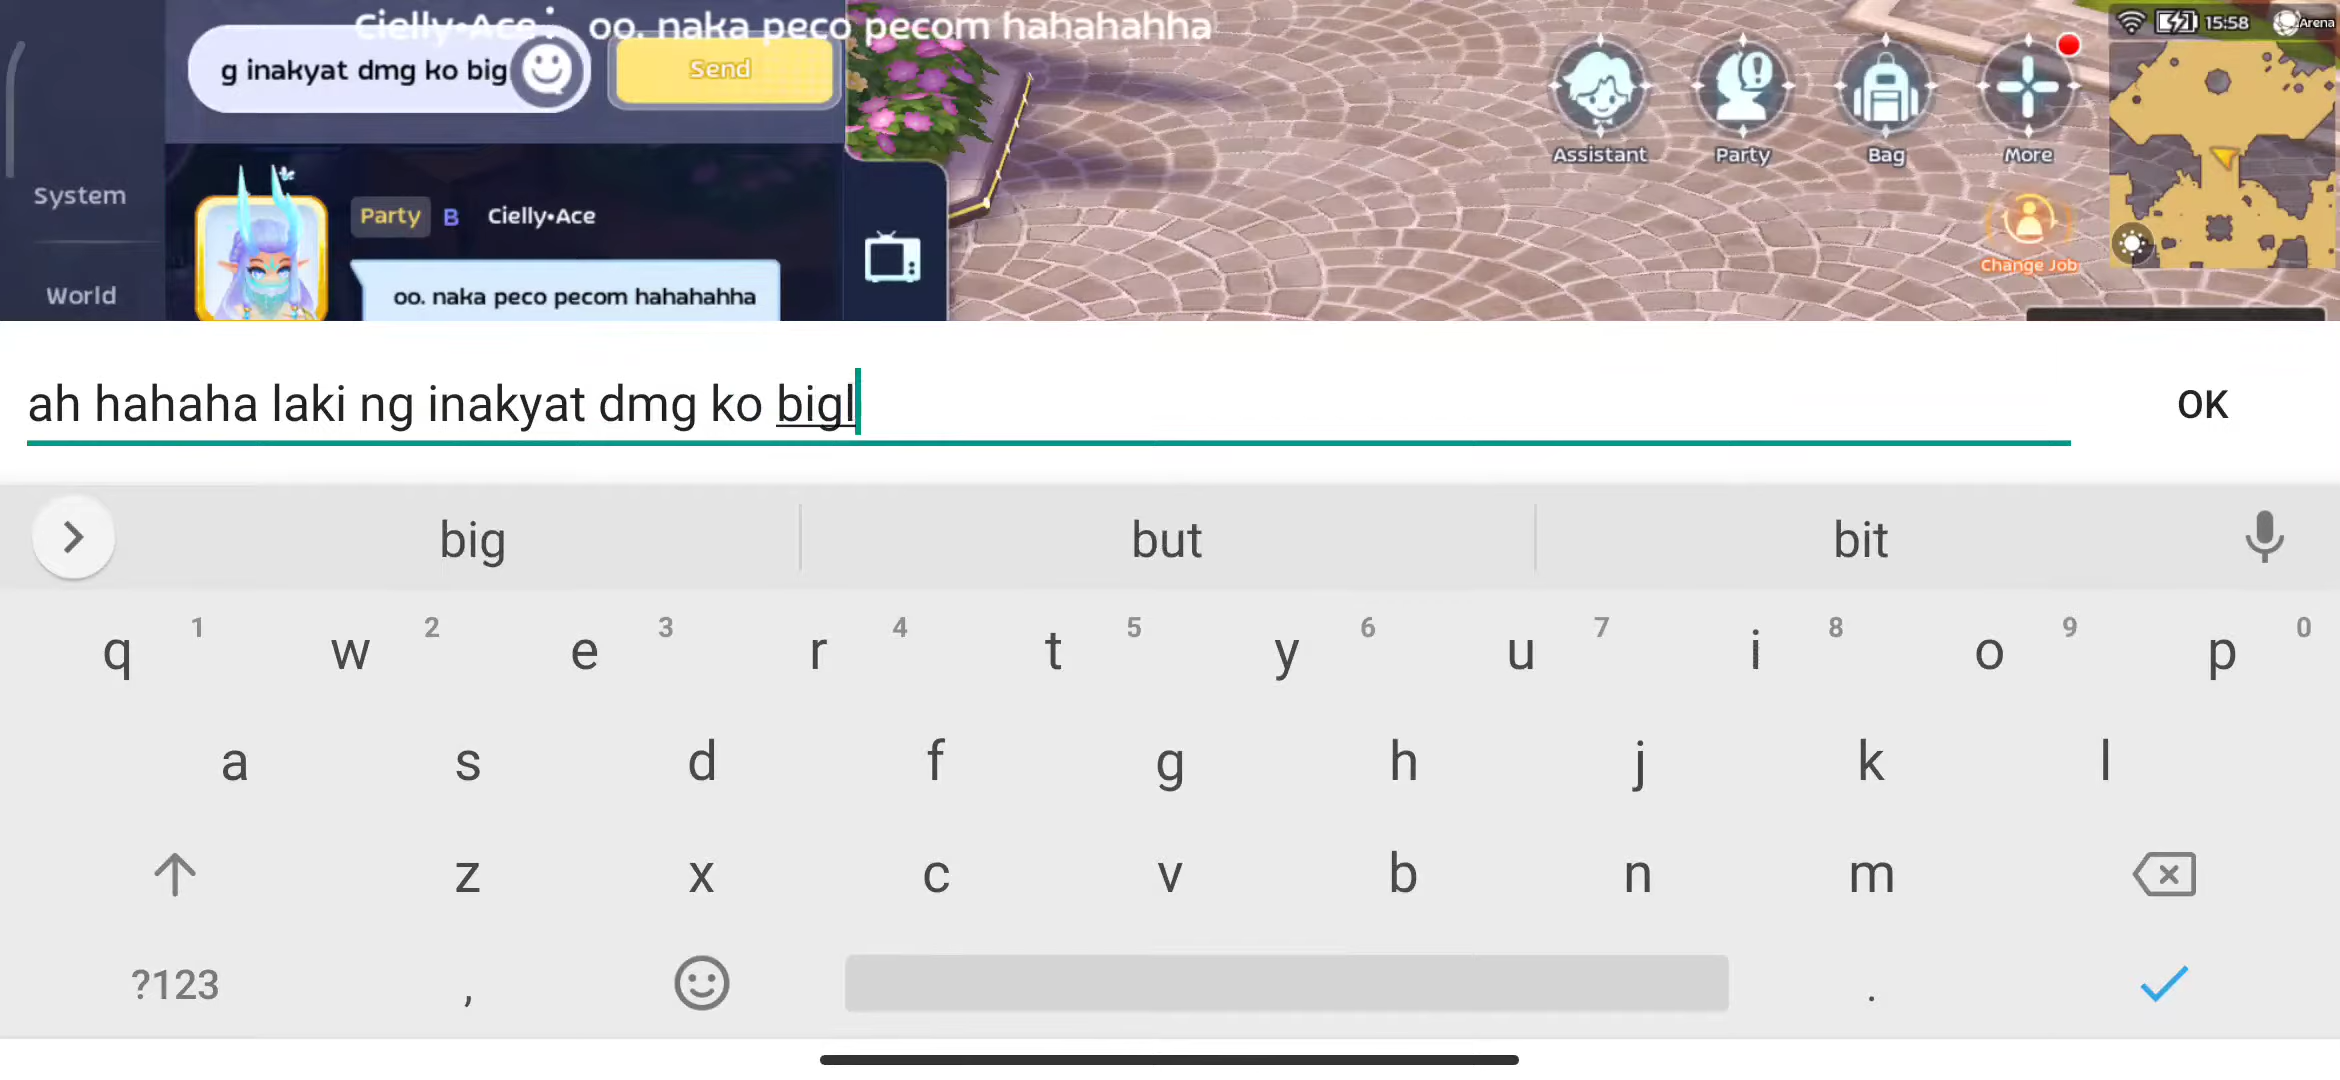 Cielly•Ace： oo. naka peco pecom hahahahha
15:58
Arena
g inakyat dmg ko big
Send
Assistant
Party
Bag
More
System
Party B Cielly•Ace
Change Job
World
oo. naka peco pecom hahahahha
ah hahaha laki ng inakyat dmg ko bigl
OK
big but bit
q 1 w 2 e 3 r 4 t 5 y 6 u 7 i 8 o 9 p 0
a s d f g h j k l
z x c v b n m
?123 , .